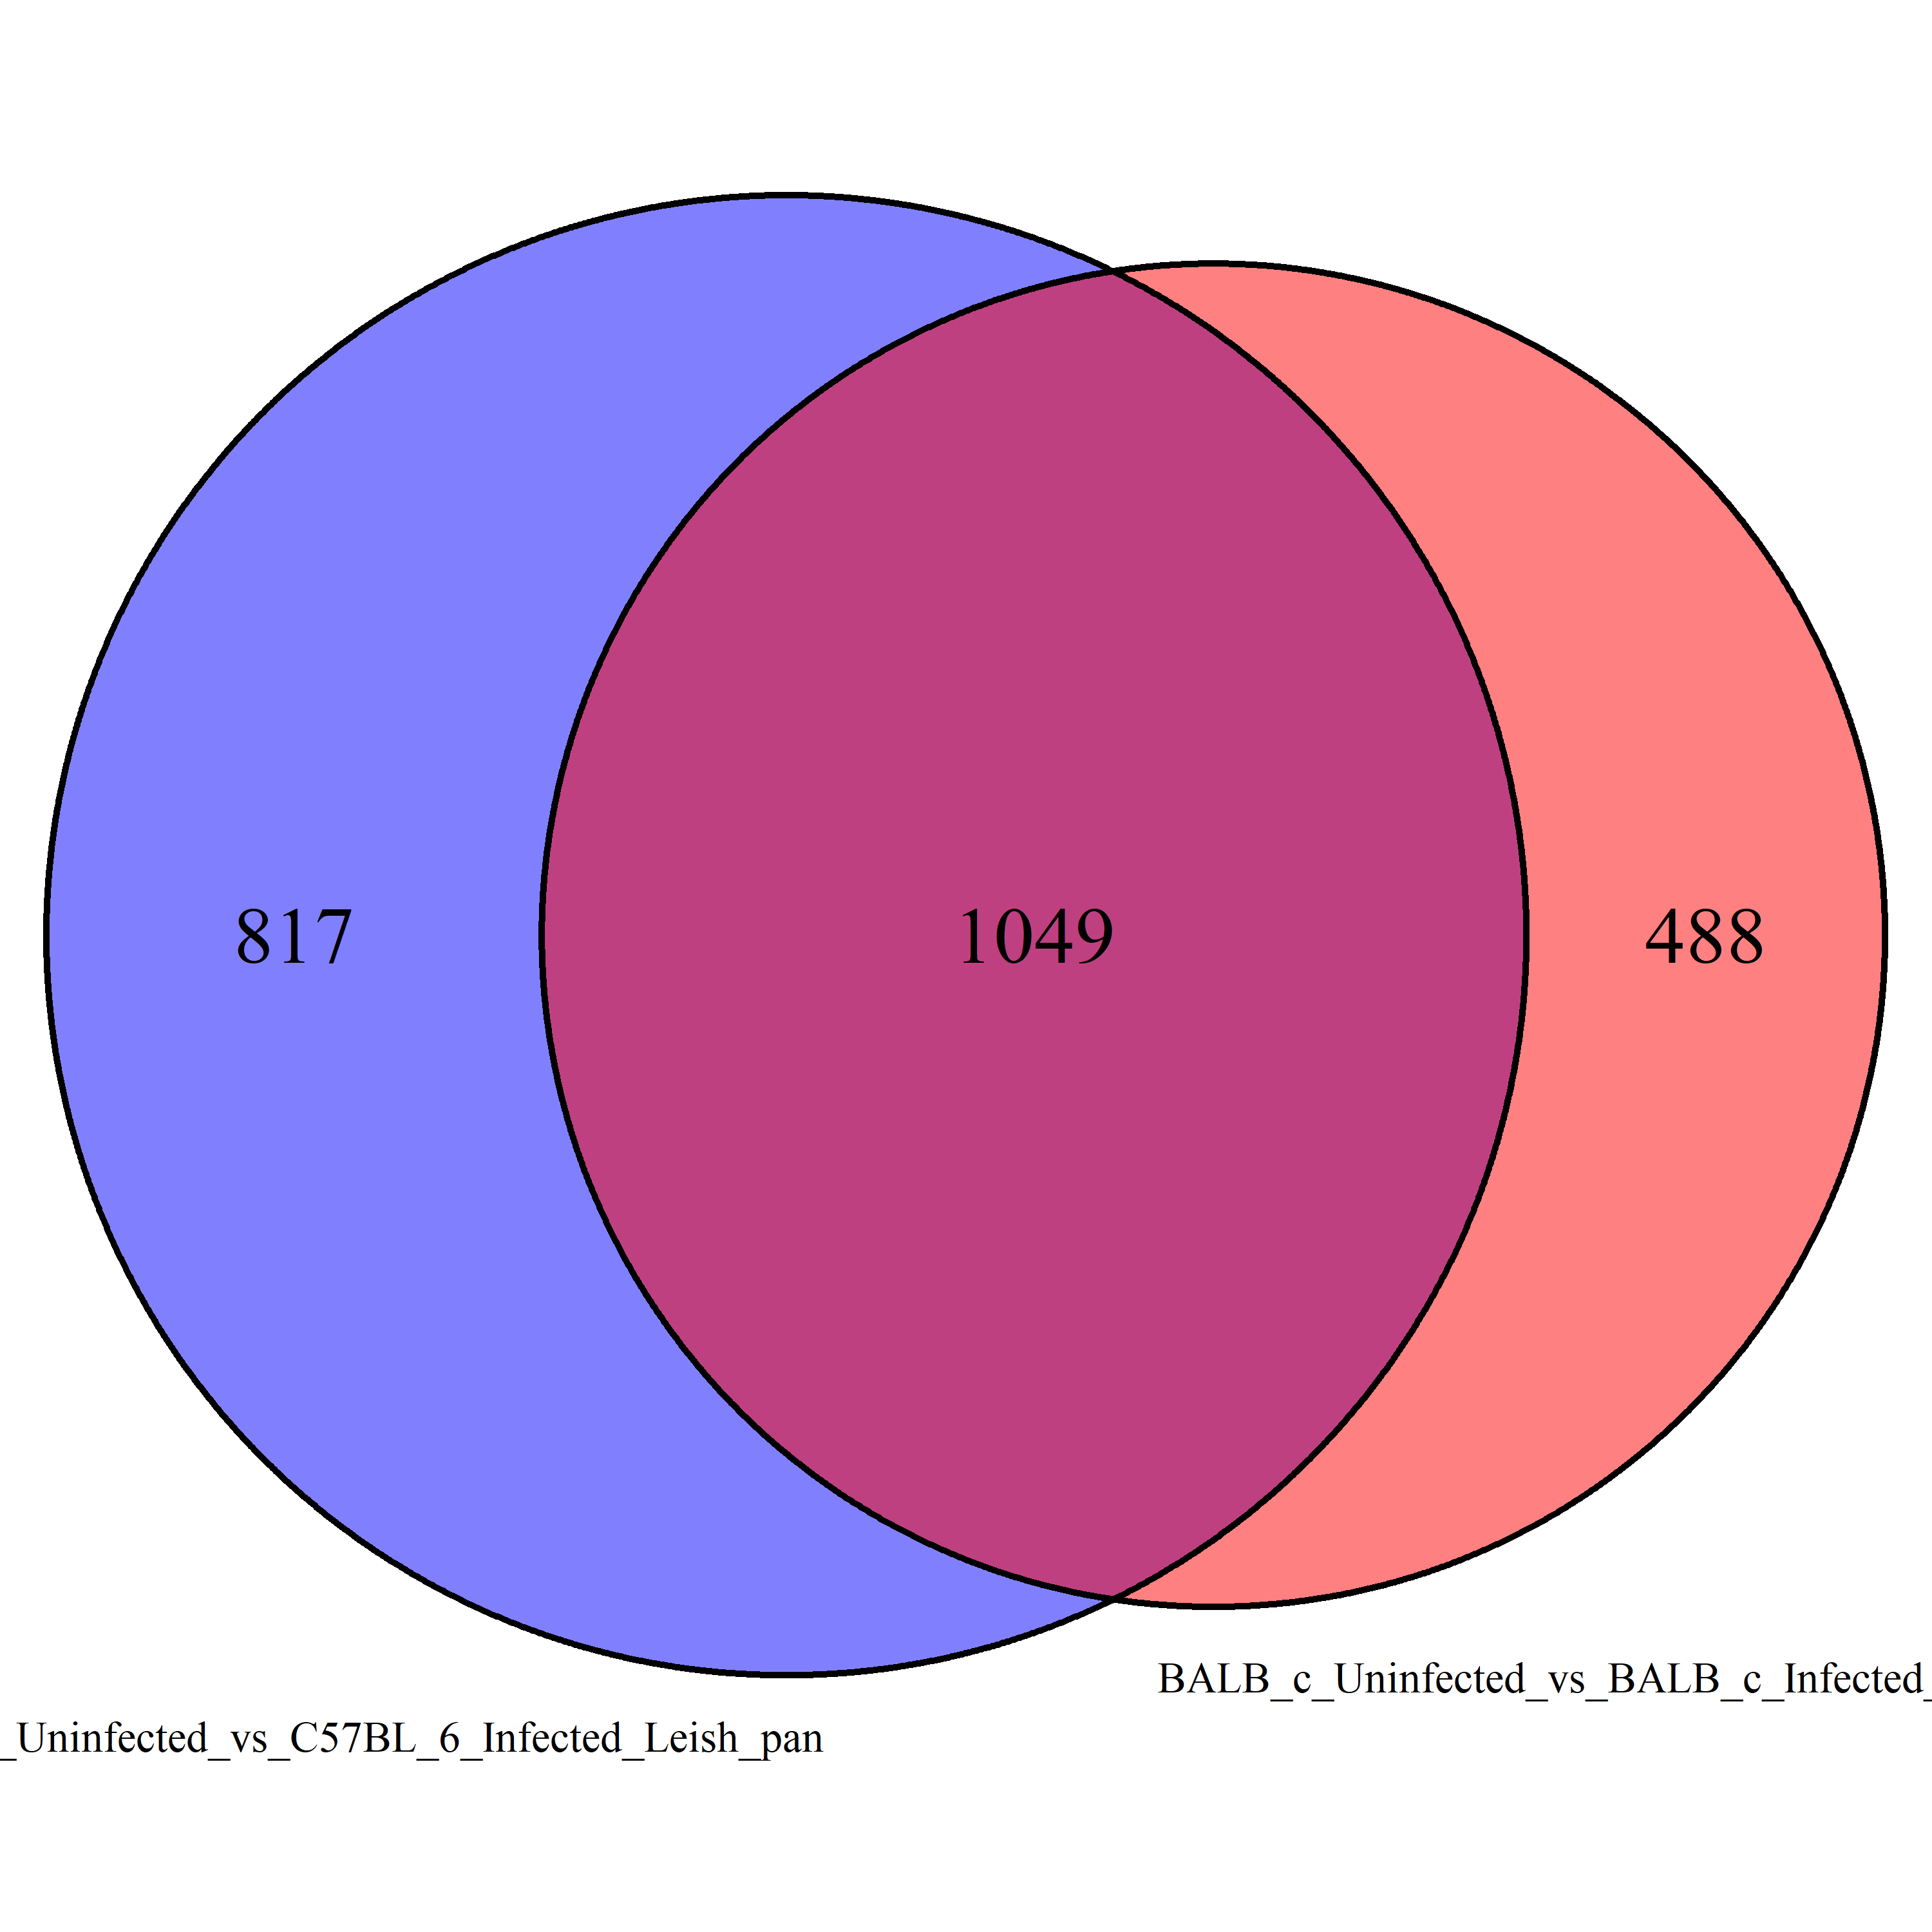 817 1049 488
BALB_c_Uninfected_vs_BALB_c_Infected_
_Uninfected_vs_C57BL_6_Infected_Leish_pan